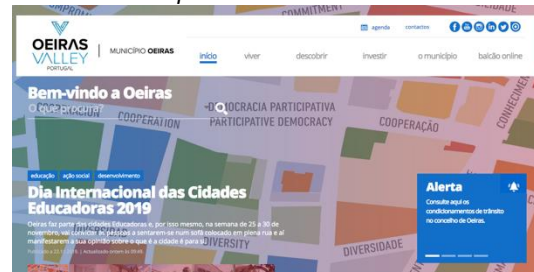 COMMITMENT
agenda
contactos
OEIRAS
VALLEY
PORTUGAL
MUNICÍPIO OEIRAS
início
viver
descobrir
investir
o município
balcão online
Bem-vindo a Oeiras
O que procura?
COOPERATION
DEMOCRACIA PARTICIPATIVA
PARTICIPATIVE DEMOCRACY
COOPERAÇÃO
educação
ação social
desenvolvimento
Dia Internacional das Cidades
Educadoras 2019
Oeiras faz parte das cidades Educadoras e, por isso mesmo, na semana de 25 a 30 de
novembro, vai convidar as pessoas a sentarem-se num sofá colocado em plena rua e aí
manifestarem a sua opinião sobre o que é a cidade é para si.
DIVERSITY
DIVERSIDADE
Alerta
Consulte aqui os
condicionamentos de trânsito
no concelho de Oeiras.